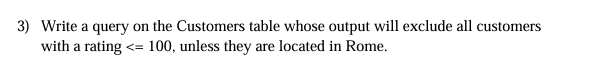 3) Write a query on the Customers table whose output will exclude all customers
with a rating <= 100, unless they are located in Rome.